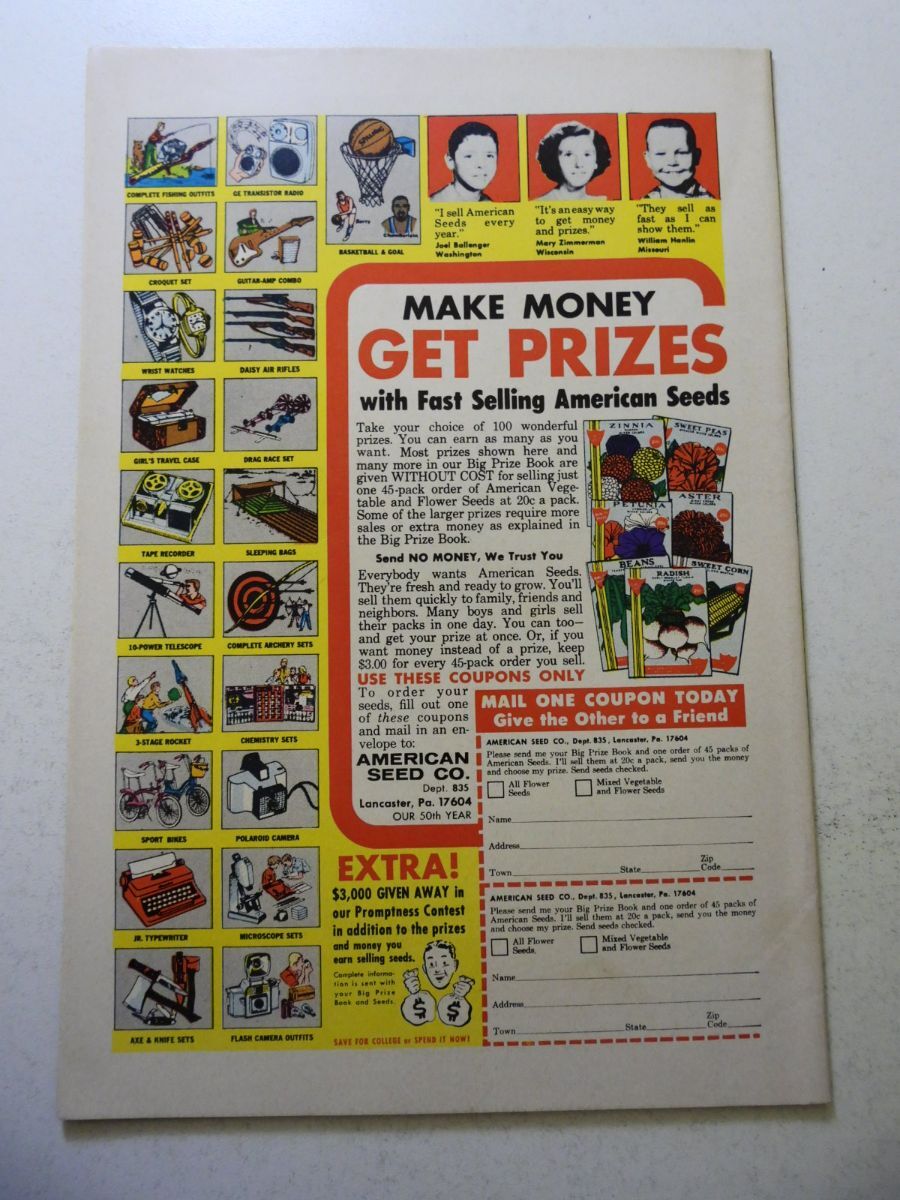 COMPLETE FISHING OUTFITS
GE TRANSISTOR RADIO
SPALDING
Chamberlain
BASKETBALL & GOAL
"I sell American
Seeds every
year."
Joel Ballenger
Washington
"It's an easy way
to get money
and prizes."
Mary Zimmerman
Wisconsin
"They sell as
fast as I can
show them."
William Hanlin
Missouri
CROQUET SET
GUITAR-AMP COMBO
WRIST WATCHES
DAISY AIR RIFLES
GIRL'S TRAVEL CASE
DRAG RACE SET
TAPE RECORDER
SLEEPING BAGS
10-POWER TELESCOPE
COMPLETE ARCHERY SETS
3-STAGE ROCKET
CHEMISTRY SETS
SPORT BIKES
POLAROID CAMERA
JR. TYPEWRITER
MICROSCOPE SETS
AXE & KNIFE SETS
FLASH CAMERA OUTFITS
MAKE MONEY
GET PRIZES
with Fast Selling American Seeds
Take your choice of 100 wonderful
prizes. You can earn as many as you
want. Most prizes shown here and
many more in our Big Prize Book are
given WITHOUT COST for selling just
one 45-pack order of American Vege-
table and Flower Seeds at 20c a pack.
Some of the larger prizes require more
sales or extra money as explained in
the Big Prize Book.
Send NO MONEY, We Trust You
Everybody wants American Seeds.
They're fresh and ready to grow. You'll
sell them quickly to family, friends and
neighbors. Many boys and girls sell
their packs in one day. You can too—
and get your prize at once. Or, if you
want money instead of a prize, keep
$3.00 for every 45-pack order you sell.
USE THESE COUPONS ONLY
To order your
seeds, fill out one
of these coupons
and mail in an en-
velope to:
AMERICAN
SEED CO.
Dept. 835
Lancaster, Pa. 17604
OUR 50th YEAR
ZINNIA
SWEET PEAS
PETUNIA
ASTER
BEANS
RADISH
SWEET CORN
MAIL ONE COUPON TODAY
Give the Other to a Friend
AMERICAN SEED CO., Dept. 835, Lancaster, Pa. 17604
Please send me your Big Prize Book and one order of 45 packs of
American Seeds. I'll sell them at 20c a pack, send you the money
and choose my prize. Send seeds checked.
All Flower Seeds
Mixed Vegetable and Flower Seeds
Name
Address
Town State Zip Code
AMERICAN SEED CO., Dept. 835, Lancaster, Pa. 17604
Please send me your Big Prize Book and one order of 45 packs of
American Seeds. I'll sell them at 20c a pack, send you the money
and choose my prize. Send seeds checked.
All Flower Seeds.
Mixed Vegetable and Flower Seeds
Name
Address
Town State Zip Code
EXTRA!
$3,000 GIVEN AWAY in
our Promptness Contest
in addition to the prizes
and money you
earn selling seeds.
Complete informa-
tion is sent with
your Big Prize
Book and Seeds.
$ $
SAVE FOR COLLEGE or SPEND IT NOW!